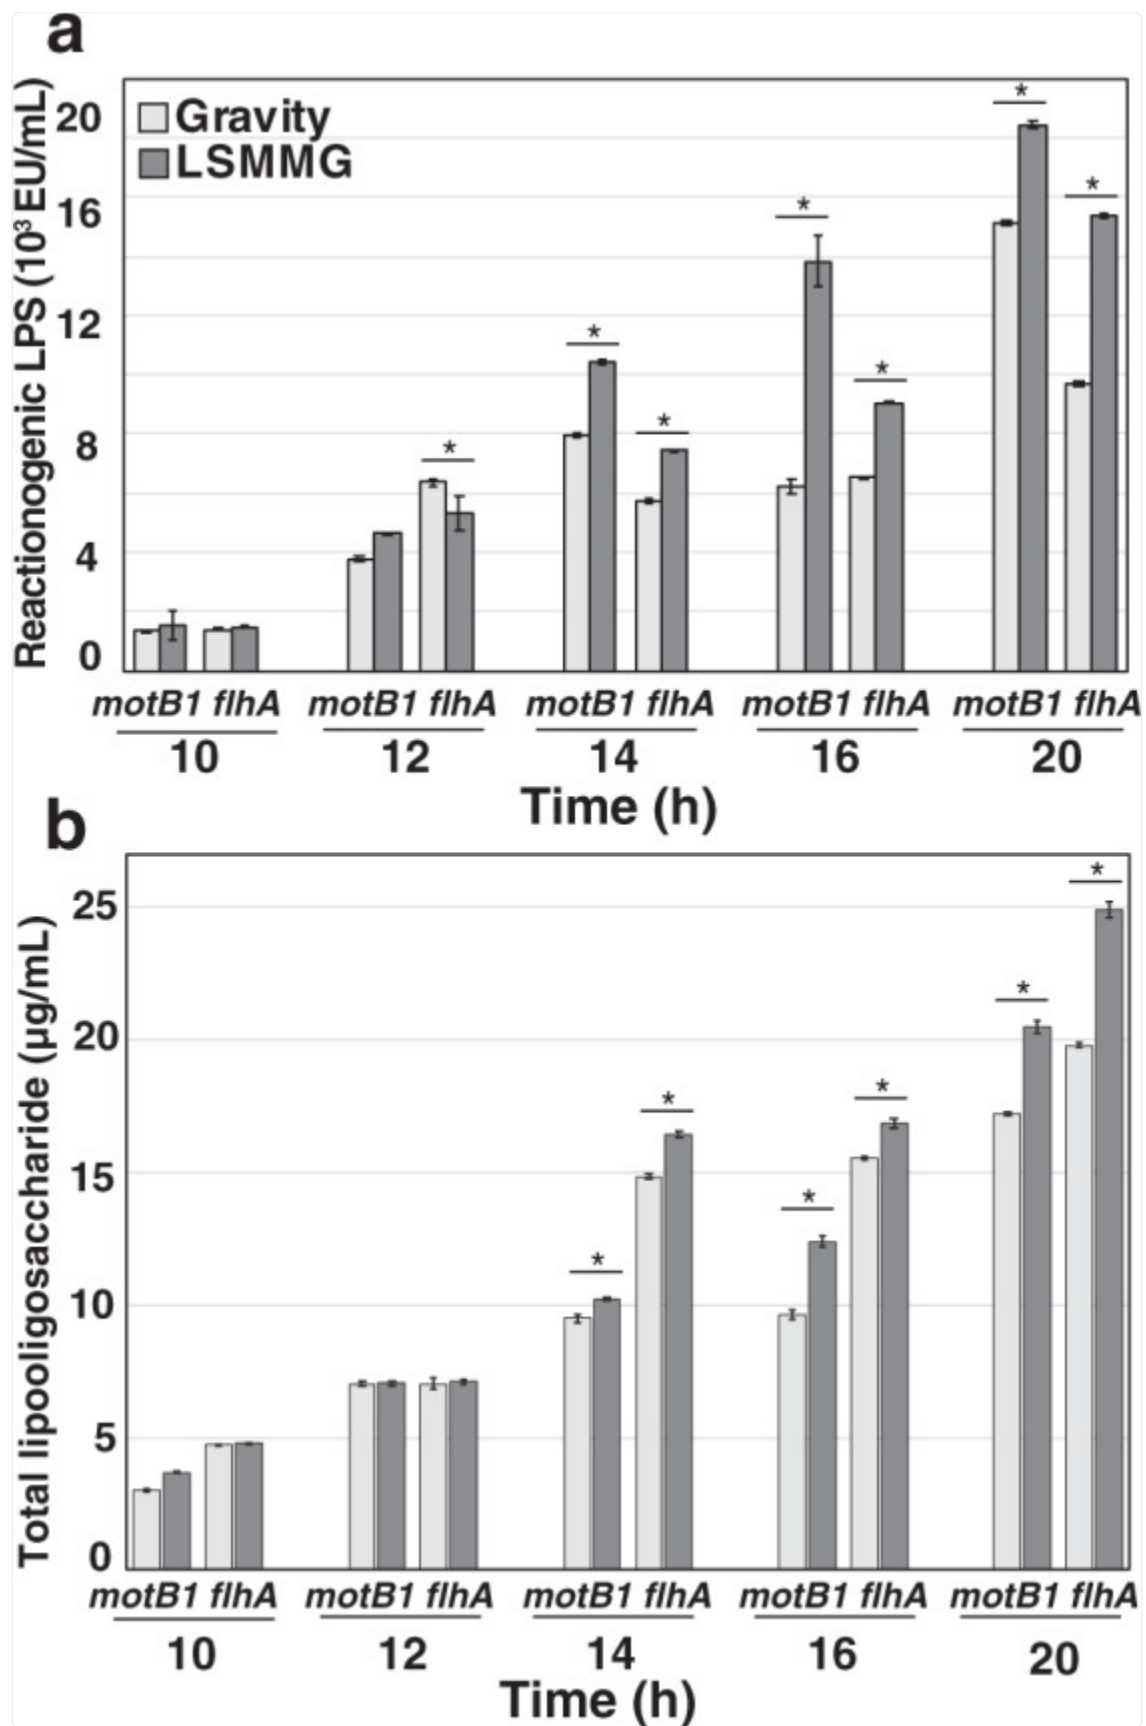 a
Reactionogenic LPS (10³ EU/mL)
20
16
12
8
4
0
Gravity
LSMMG
*
*
*
*
*
*
*
motB1 flhA motB1 flhA motB1 flhA motB1 flhA motB1 flhA
10 12 14 16 20
Time (h)
b
Total lipooligosaccharide (µg/mL)
25
20
15
10
5
0
*
*
*
*
*
*
motB1 flhA motB1 flhA motB1 flhA motB1 flhA motB1 flhA
10 12 14 16 20
Time (h)